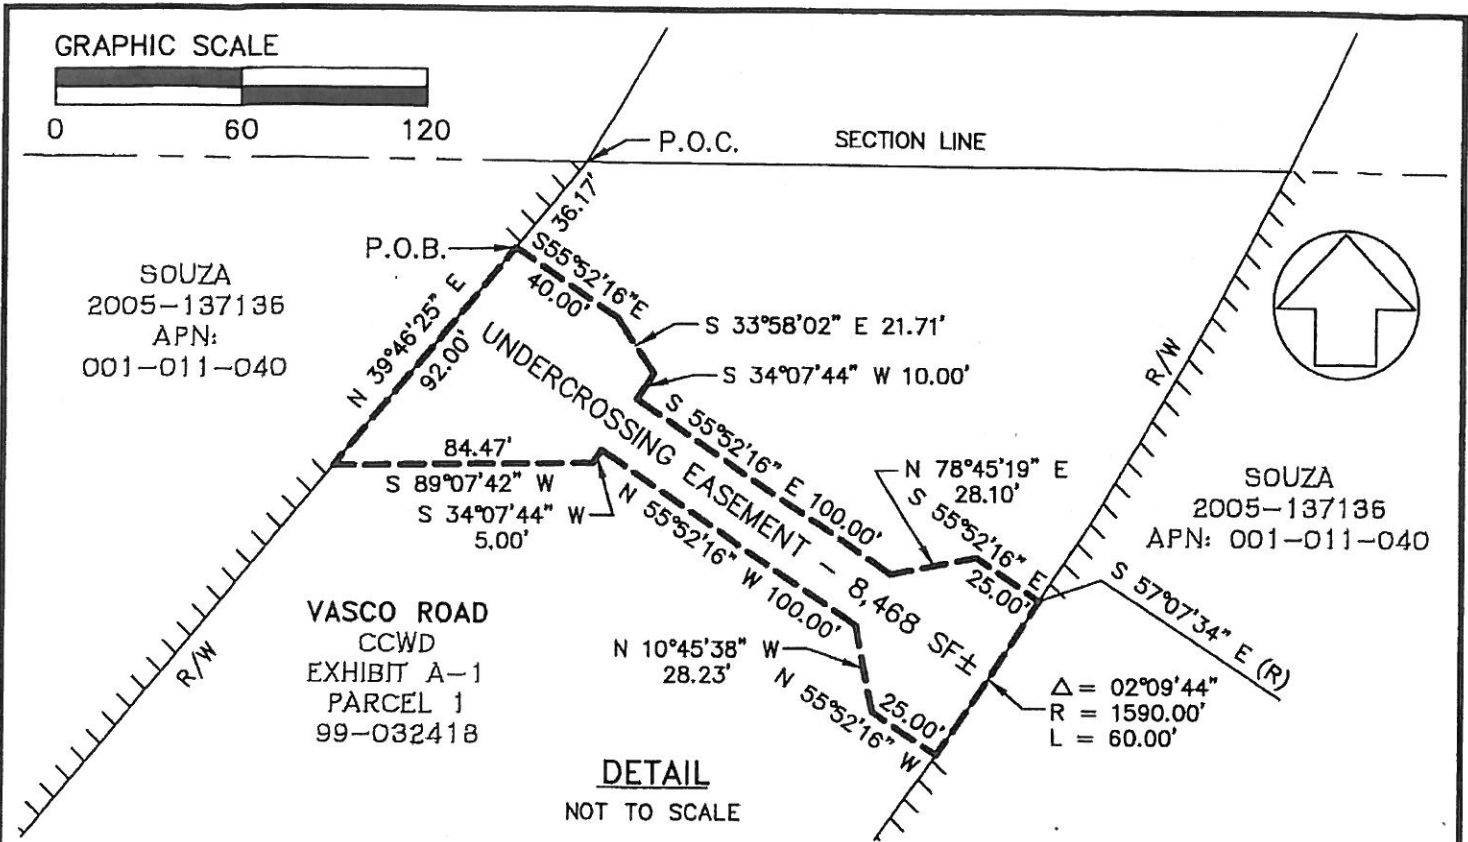 GRAPHIC SCALE
0 60 120
P.O.C.
SECTION LINE
36.17'
P.O.B.
S55°52'16"E
40.00'
SOUZA
2005-137136
APN:
001-011-040
N 39°46'25" E
92.00'
S 33°58'02" E 21.71'
S 34°07'44" W 10.00'
R/W
UNDERCROSSING EASEMENT - 8,468 SF±
S 55°52'16" E 100.00'
84.47'
S 89°07'42" W
S 34°07'44" W
5.00'
N 55°52'16" W 100.00'
N 78°45'19" E
28.10'
S 55°52'16" E
25.00'
SOUZA
2005-137136
APN: 001-011-040
S 57°07'34" E (R)
VASCO ROAD
CCWD
EXHIBIT A-1
PARCEL 1
99-032418
R/W
N 10°45'38" W
28.23'
N 55°52'16" W
25.00'
Δ = 02°09'44"
R = 1590.00'
L = 60.00'
DETAIL
NOT TO SCALE